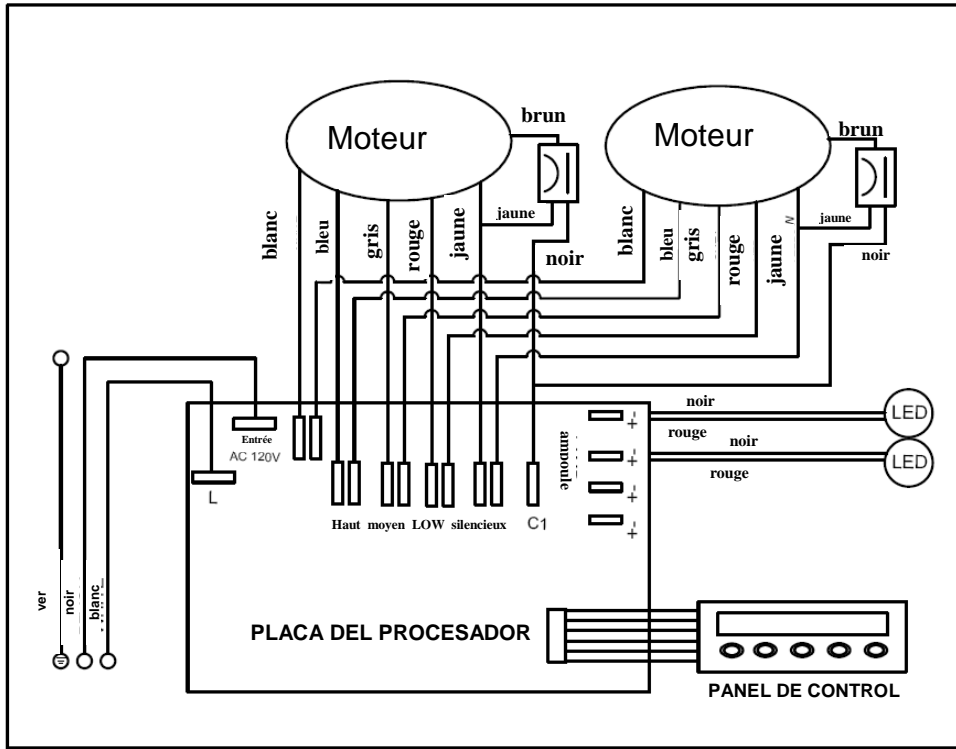 Moteur
brun
jaune
noir
blanc
bleu
gris
rouge
jaune
Moteur
brun
jaune
noir
blanc
bleu
gris
rouge
jaune
N
Entrée
AC 120V
L
Haut moyen LOW silencieux
C1
ampoule
-
+
-
+
-
+
-
+
noir
rouge
LED
noir
rouge
LED
ver
noir
blanc
PLACA DEL PROCESADOR
PANEL DE CONTROL